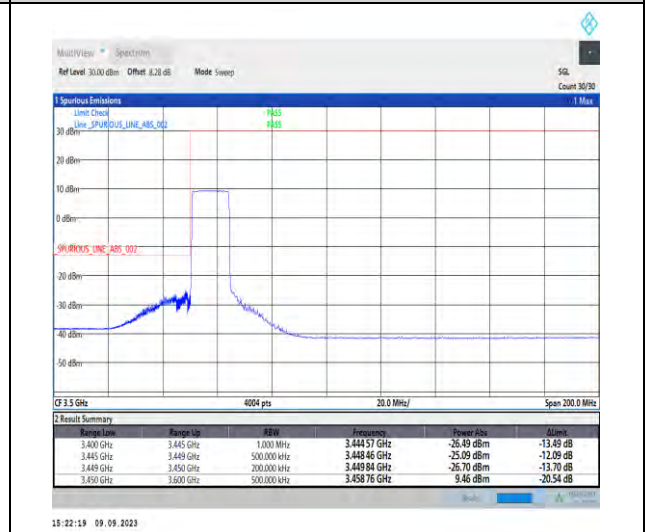 MultiView Spectrum
Ref Level 30.00 dBm Offset 8.28 dB Mode Sweep SGL
Count 30/30
1 Spurious Emissions 1 Max
Limit Check PASS
Line _SPURIOUS_LINE_ABS_002 PASS
30 dBm
20 dBm
10 dBm
0 dBm
_SPURIOUS_LINE_ABS_002
-20 dBm
-30 dBm
-40 dBm
-50 dBm
CF 3.5 GHz 4004 pts 20.0 MHz/ Span 200.0 MHz
2 Result Summary
Range Low Range Up RBW Frequency Power Abs ΔLimit
3.400 GHz 3.445 GHz 1.000 MHz 3.444 57 GHz -26.49 dBm -13.49 dB
3.445 GHz 3.449 GHz 500.000 kHz 3.448 46 GHz -25.09 dBm -12.09 dB
3.449 GHz 3.450 GHz 200.000 kHz 3.449 84 GHz -26.70 dBm -13.70 dB
3.450 GHz 3.600 GHz 500.000 kHz 3.458 76 GHz 9.46 dBm -20.54 dB
15:22:19 09.09.2023